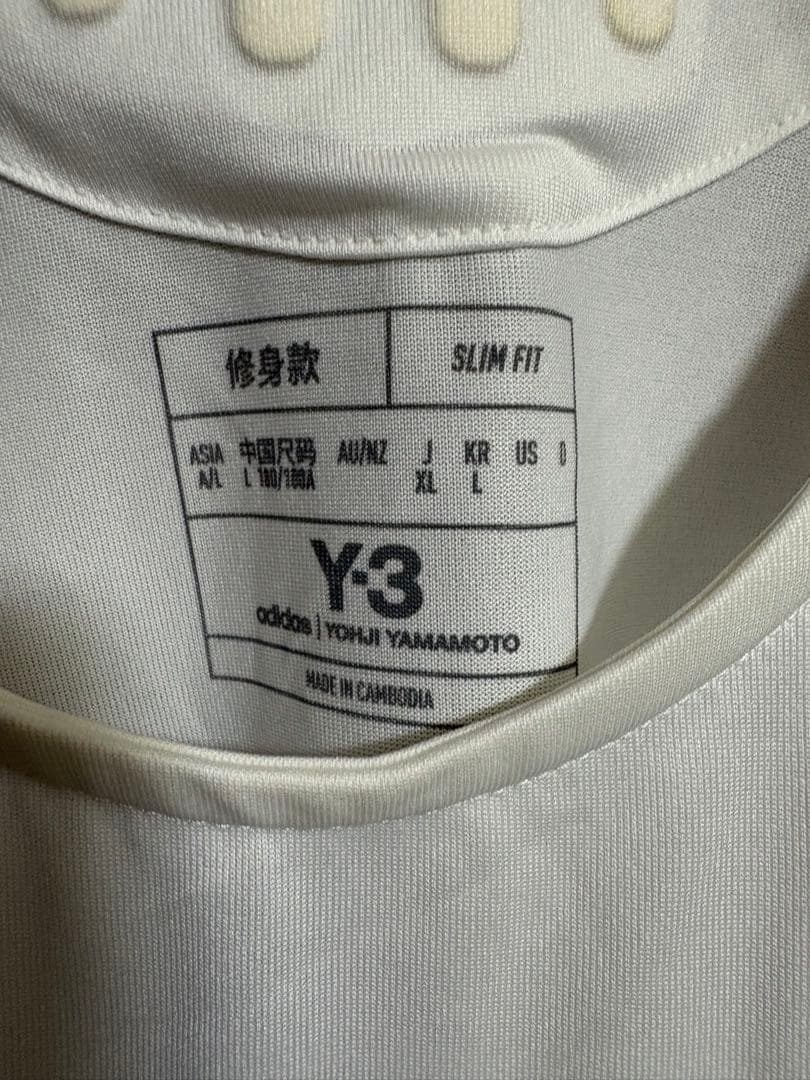 修身款 SLIM FIT
ASIA 中国尺码 AU/NZ J KR US D
A/L L 180/100A XL L
Y-3
adidas | YOHJI YAMAMOTO
MADE IN CAMBODIA